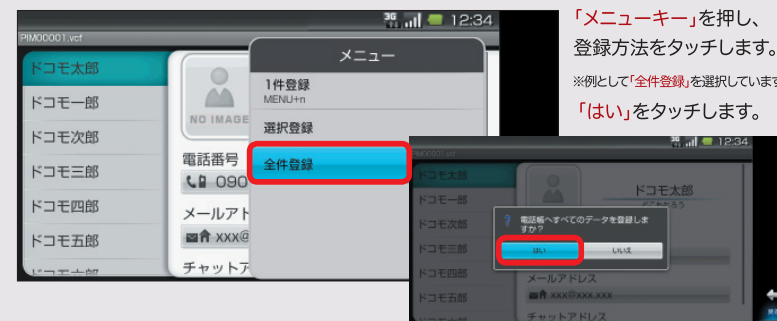 3G 12:34
PIM00001.vcf
ドコモ太郎
ドコモ一郎
ドコモ次郎
ドコモ三郎
ドコモ四郎
ドコモ五郎
NO IMAGE
電話番号
090
メールアド
xxx@
チャットア
メニュー
1件登録
MENU+n
選択登録
全件登録
「メニューキー」を押し、
登録方法をタッチします。
※例として「全件登録」を選択しています
「はい」をタッチします。
3G 12:34
PIM00001.vcf
ドコモ太郎
ドコモ一郎
ドコモ次郎
ドコモ三郎
ドコモ四郎
ドコモ五郎
ドコモ太郎
電話帳へすべてのデータを登録しま
すか?
はい
いいえ
メールアドレス
xxx@xxx.xxx
チャットアドレス